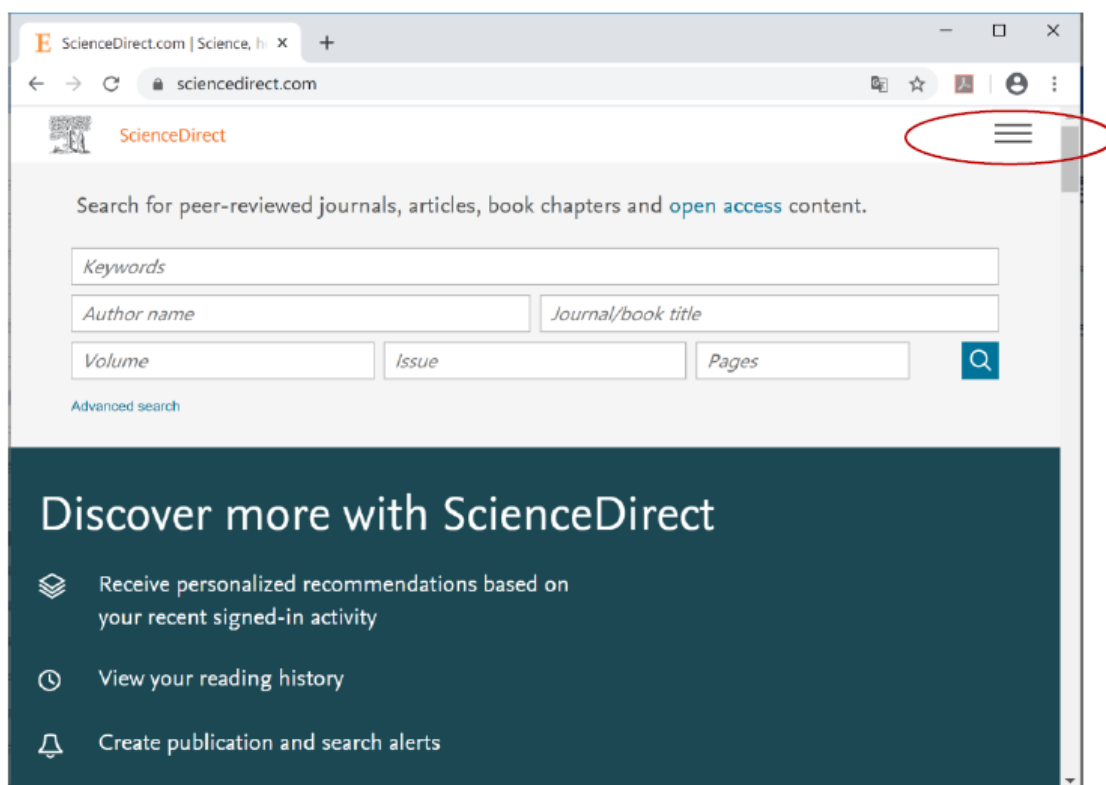 E ScienceDirect.com | Science, h
sciencedirect.com
ScienceDirect
Search for peer-reviewed journals, articles, book chapters and open access content.
Keywords
Author name Journal/book title
Volume Issue Pages
Advanced search
Discover more with ScienceDirect
Receive personalized recommendations based on
your recent signed-in activity
View your reading history
Create publication and search alerts